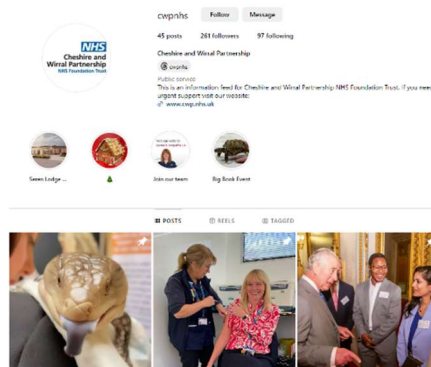 cwpnhs Follow Message
45 posts 261 followers 97 following
NHS
Cheshire and
Wirral Partnership
NHS Foundation Trust
Cheshire and Wirral Partnership
cwpnhs
Public service
This is an information feed for Cheshire and Wirral Partnership NHS Foundation Trust. If you nee
urgent support visit our website:
www.cwp.nhs.uk
Join our team
Seren Lodge ...
Join our team
Big Book Event
POSTS REELS TAGGED